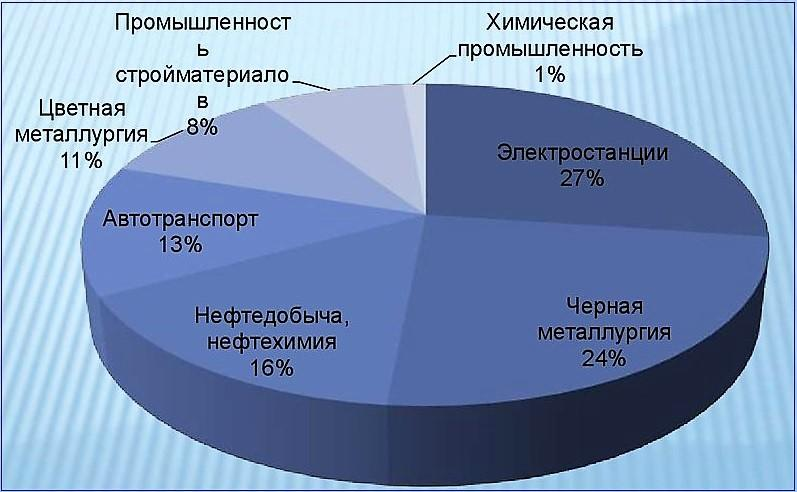 Промышленност
ь
стройматериало
в
8%
Химическая
промышленность
1%
Цветная
металлургия
11%
Электростанции
27%
Автотранспорт
13%
Нефтедобыча,
нефтехимия
16%
Черная
металлургия
24%